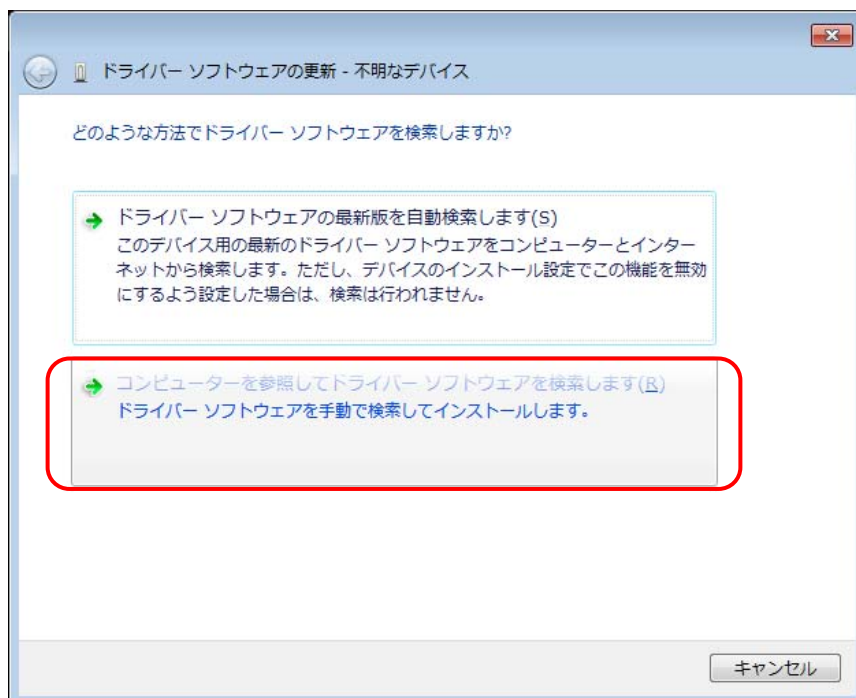 ドライバー ソフトウェアの更新 - 不明なデバイス
どのような方法でドライバー ソフトウェアを検索しますか?
ドライバー ソフトウェアの最新版を自動検索します(S)
このデバイス用の最新のドライバー ソフトウェアをコンピューターとインター
ネットから検索します。ただし、デバイスのインストール設定でこの機能を無効
にするよう設定した場合は、検索は行われません。
コンピューターを参照してドライバー ソフトウェアを検索します(R)
ドライバー ソフトウェアを手動で検索してインストールします。
キャンセル